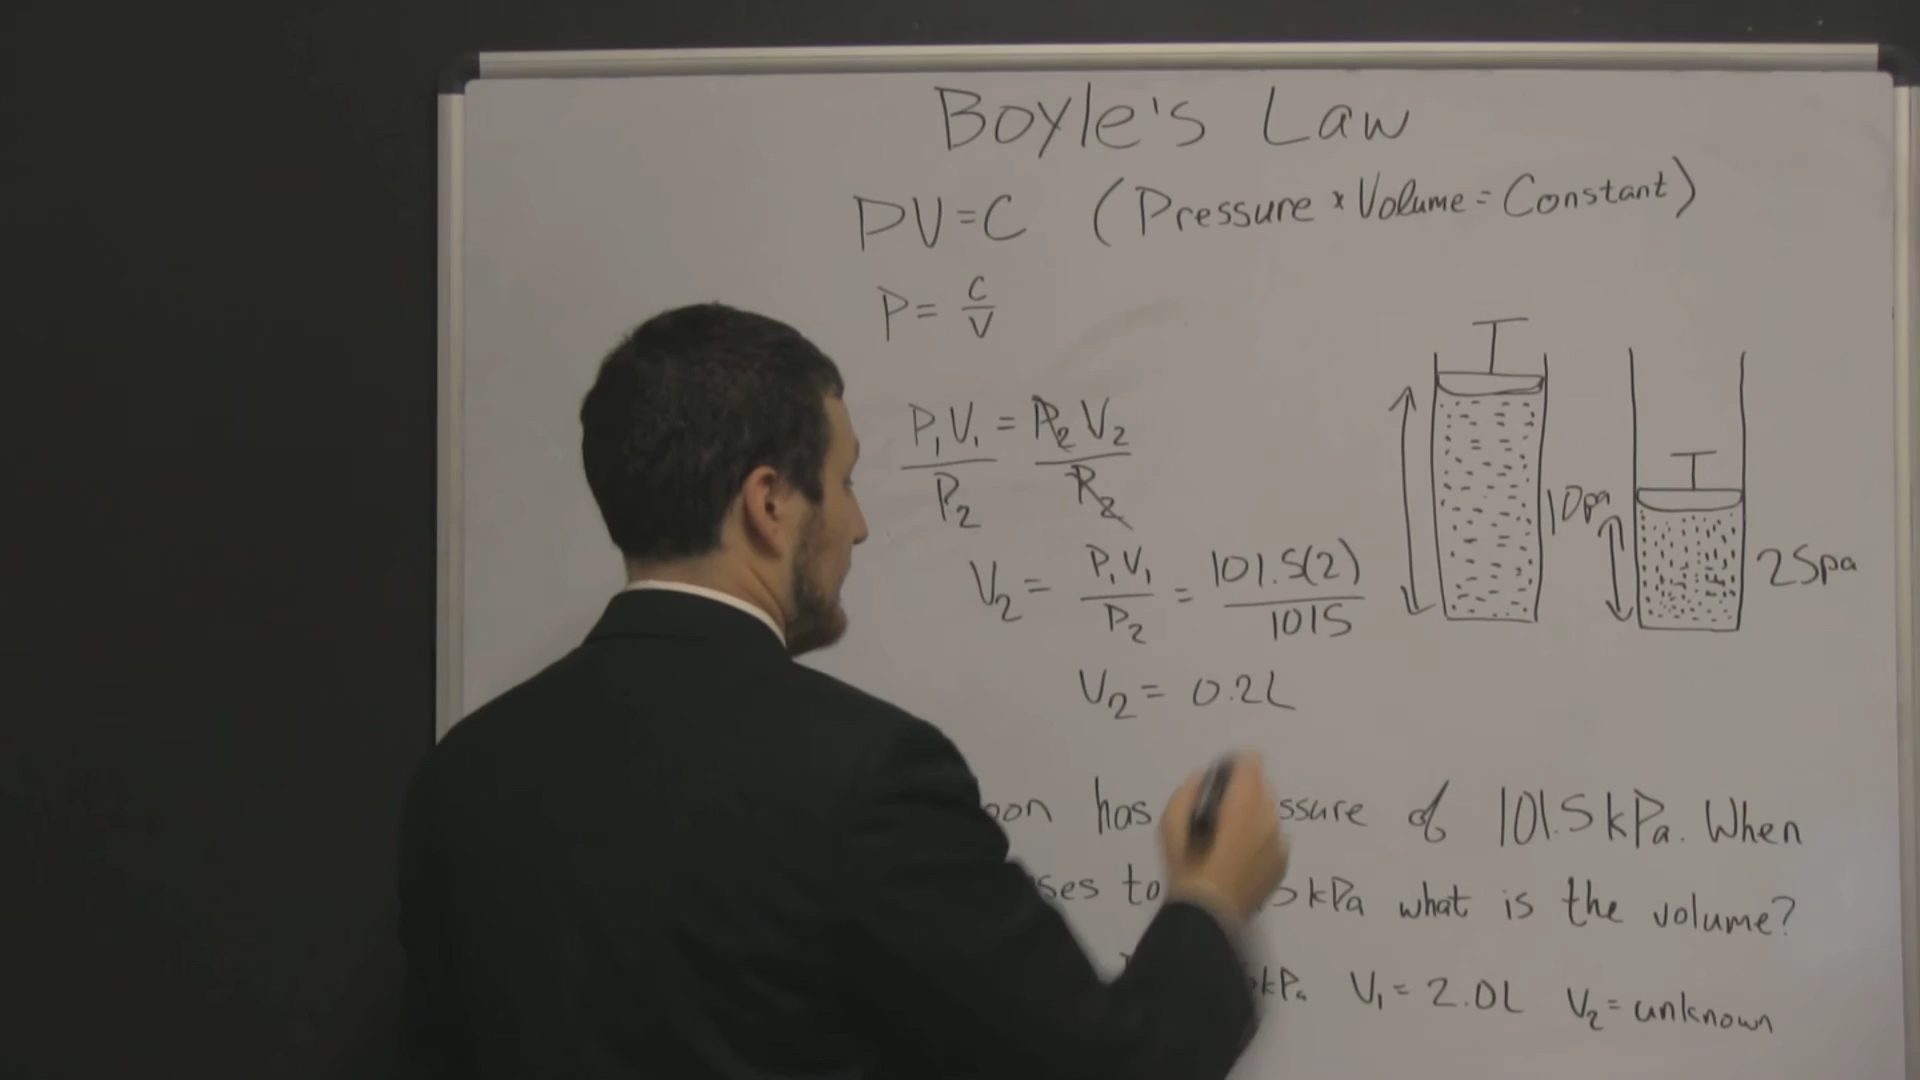 Boyle's Law
PV=C (Pressure × Volume = Constant)
P = C/V
P₁V₁ = P₂V₂
P₂ P₂
V₂ = P₁V₁/P₂ = 101.5(2)/1015
V₂ = 0.2L
10pa
25pa
has of 101.5kPa. When
to kPa what is the volume?
kPa V₁ = 2.0L V₂ = unknown